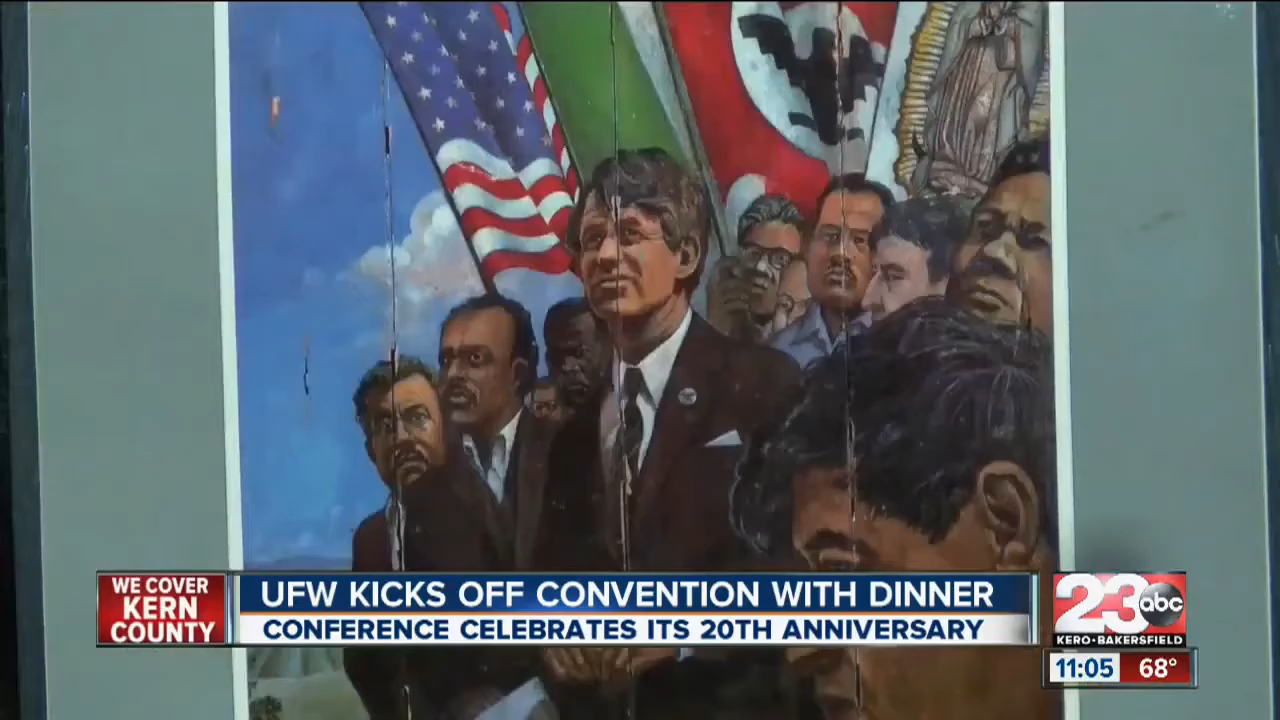 WE COVER
KERN
COUNTY
UFW KICKS OFF CONVENTION WITH DINNER
CONFERENCE CELEBRATES ITS 20TH ANNIVERSARY
23 abc
KERO-BAKERSFIELD
11:05 68°